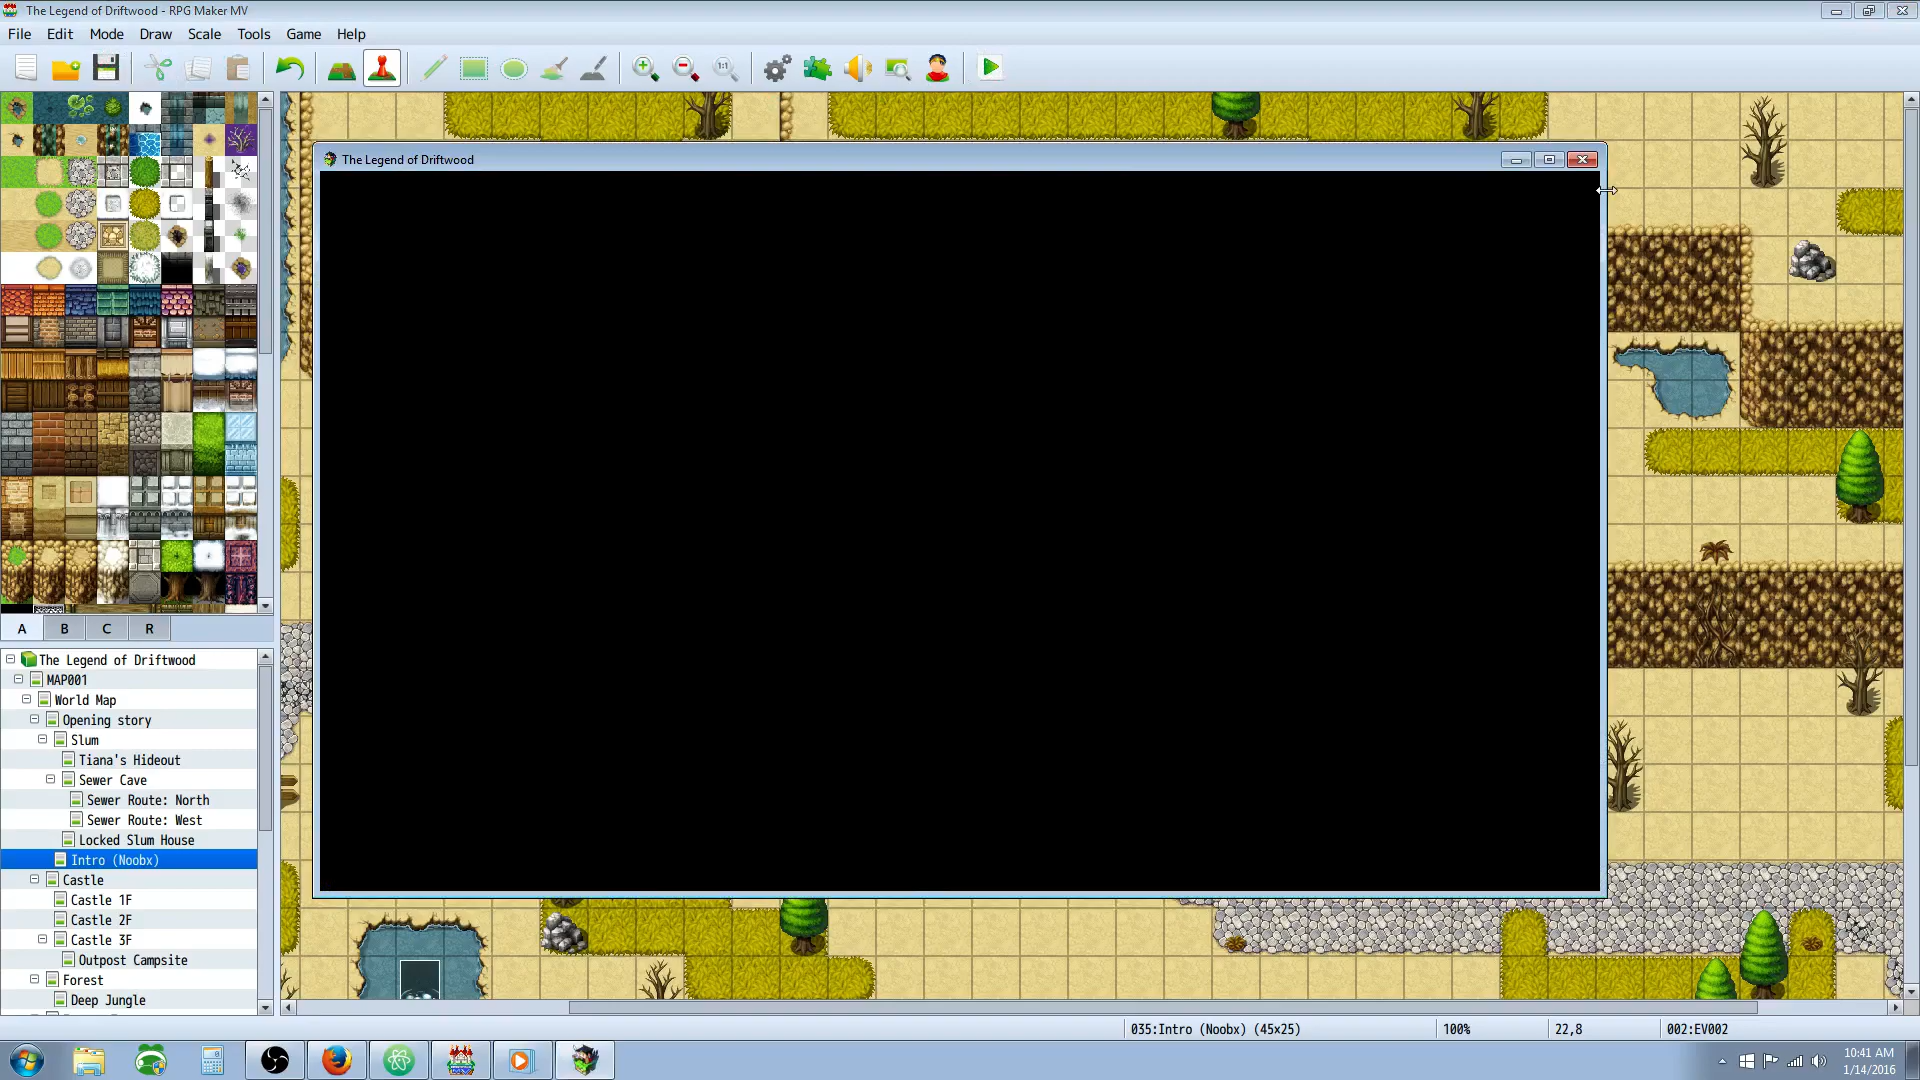 The Legend of Driftwood - RPG Maker MV
File Edit Mode Draw Scale Tools Game Help
1:1
The Legend of Driftwood
A B C R
The Legend of Driftwood
MAP001
World Map
Opening story
Slum
Tiana's Hideout
Sewer Cave
Sewer Route: North
Sewer Route: West
Locked Slum House
Intro (Noobx)
Castle
Castle 1F
Castle 2F
Castle 3F
Outpost Campsite
Forest
Deep Jungle
035:Intro (Noobx) (45x25) 100% 22,8 002:EV002
10:41 AM
1/14/2016